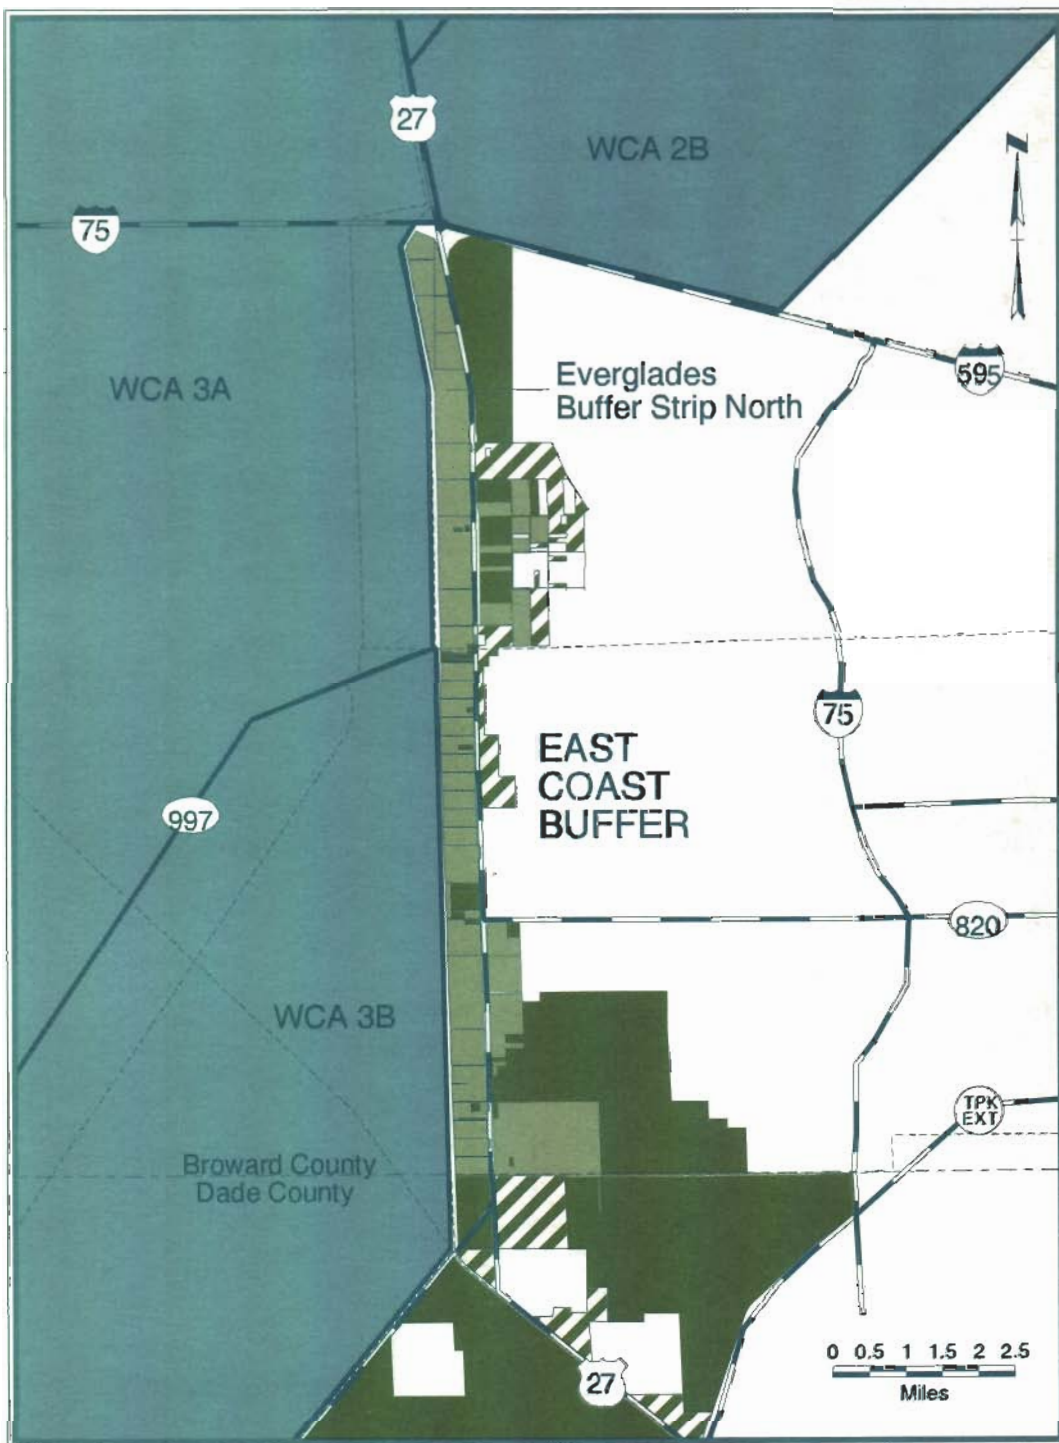 27
WCA 2B
N
75
595
WCA 3A
Everglades
Buffer Strip North
75
EAST
COAST
BUFFER
997
820
WCA 3B
TPK
EXT
Broward County
Dade County
0 0.5 1 1.5 2 2.5
Miles
27